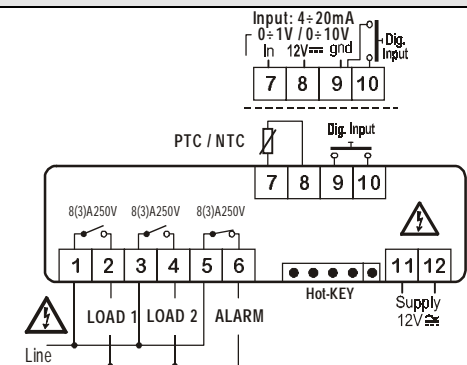 Input: 4÷20mA
0÷1V / 0÷10V
In 12V⎓ gnd
Dig.
Input
7 8 9 10
PTC / NTC
Dig. Input
7 8 9 10
8(3)A250V 8(3)A250V 8(3)A250V
1 2 3 4 5 6
11 12
Hot-KEY
Supply
12V≅
LOAD 1 LOAD 2 ALARM
Line